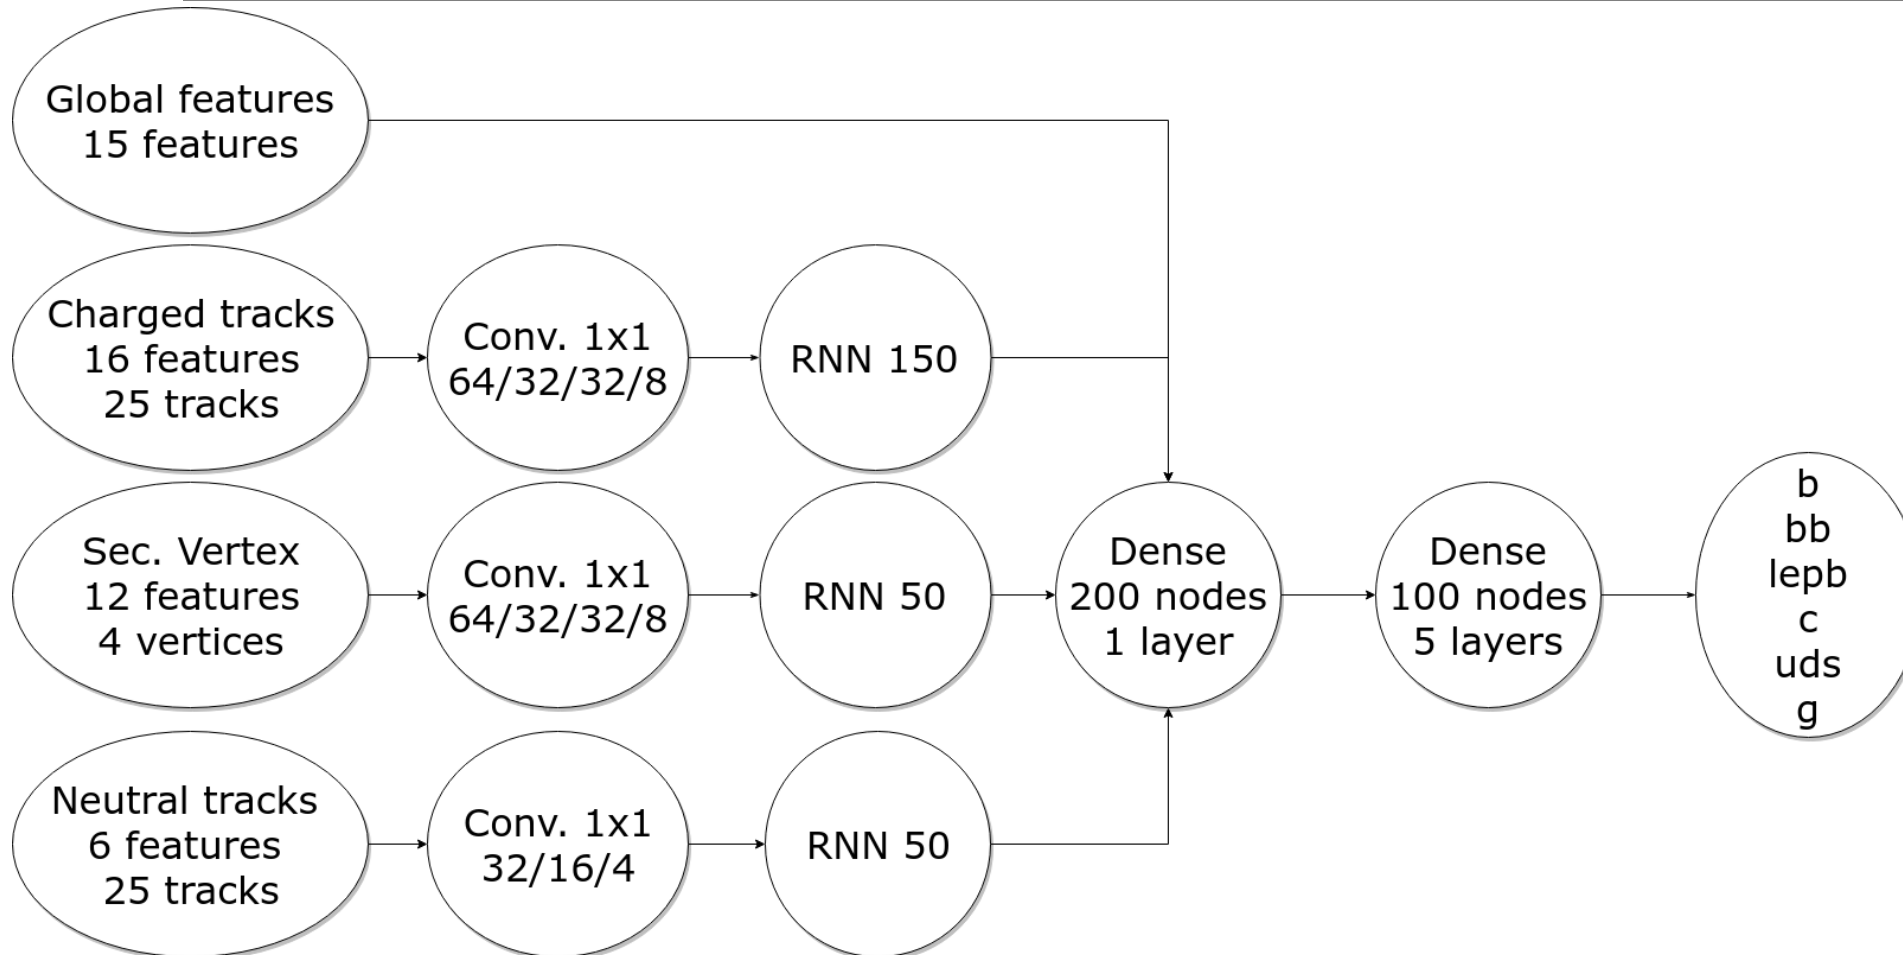 Global features
15 features
Charged tracks
16 features
25 tracks
Conv. 1x1
64/32/32/8
RNN 150
Sec. Vertex
12 features
4 vertices
Conv. 1x1
64/32/32/8
RNN 50
Dense
200 nodes
1 layer
Dense
100 nodes
5 layers
b
bb
lepb
c
uds
g
Neutral tracks
6 features
25 tracks
Conv. 1x1
32/16/4
RNN 50